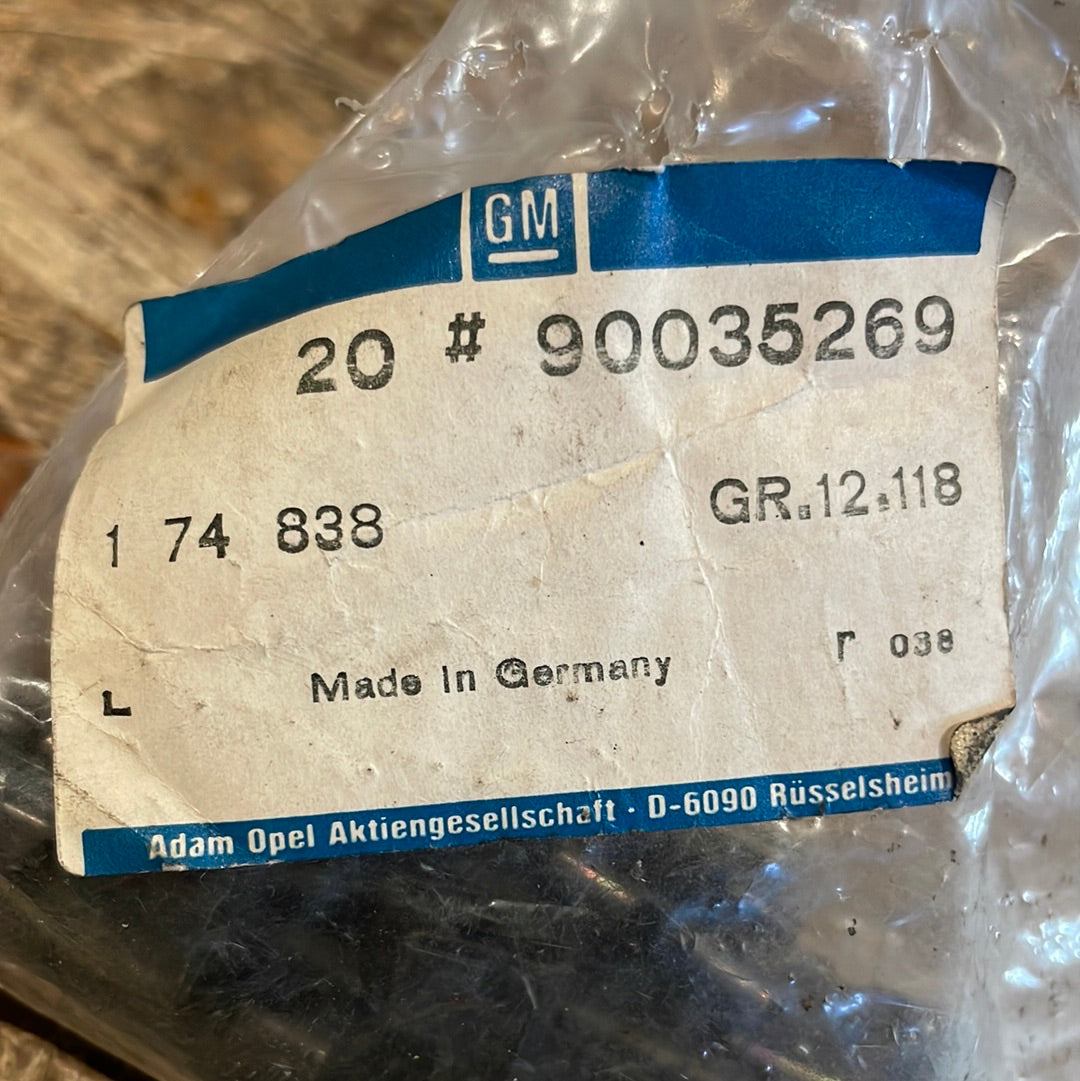 GM
20 # 90035269
1 74 838 GR.12.118
L Made in Germany r 038
Adam Opel Aktiengesellschaft · D-6090 Rüsselsheim